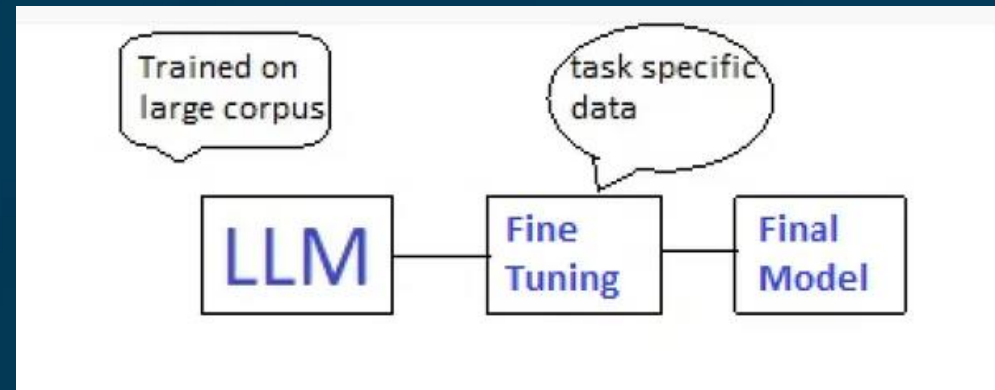 Trained on
large corpus
task specific
data
LLM
Fine
Tuning
Final
Model